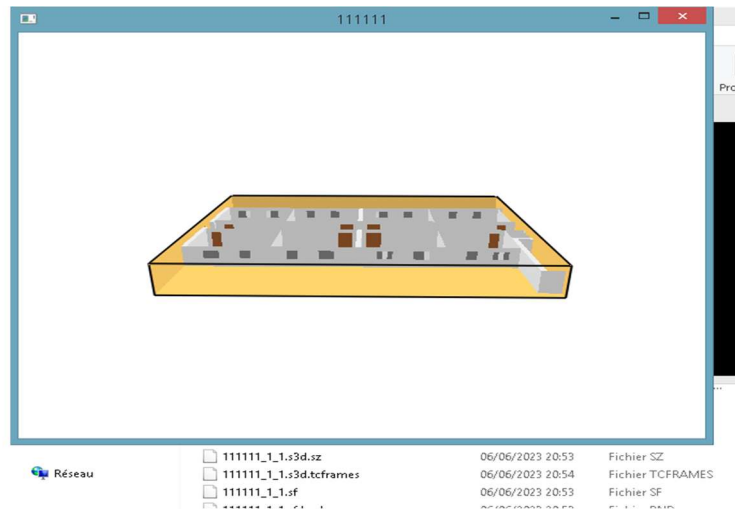 111111
Pro
Réseau
111111_1_1.s3d.sz 06/06/2023 20:53 Fichier SZ
111111_1_1.s3d.tcframes 06/06/2023 20:54 Fichier TCFRAMES
111111_1_1.sf 06/06/2023 20:53 Fichier SF